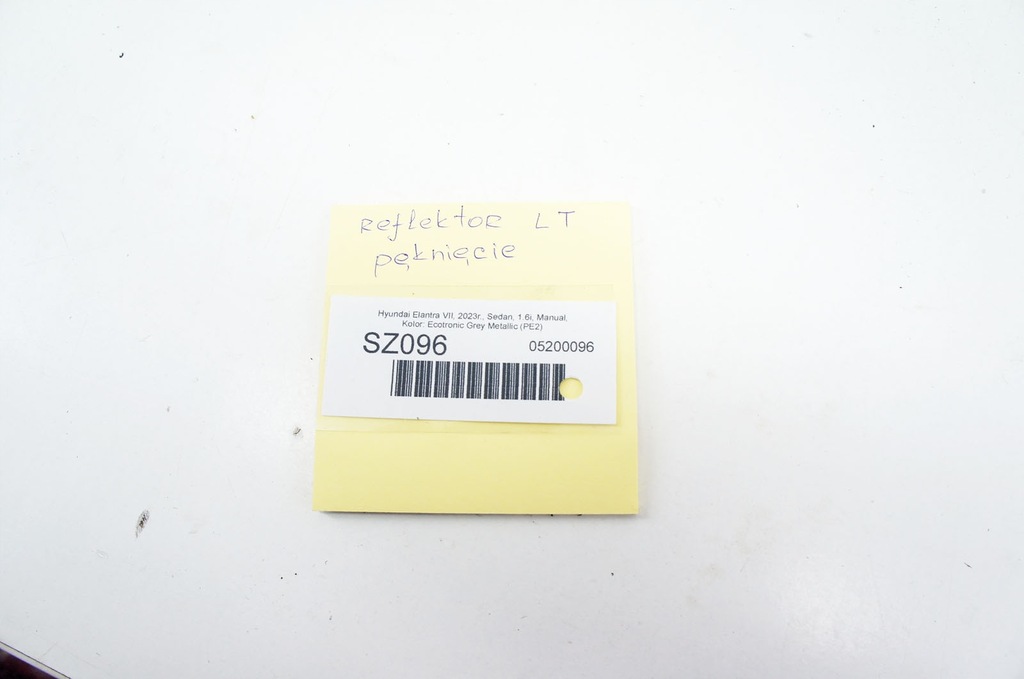 Reflektor LT
pęknięcie
Hyundai Elantra VII, 2023r., Sedan, 1.6i, Manual,
Kolor: Ecotronic Grey Metallic (PE2)
SZ096 05200096